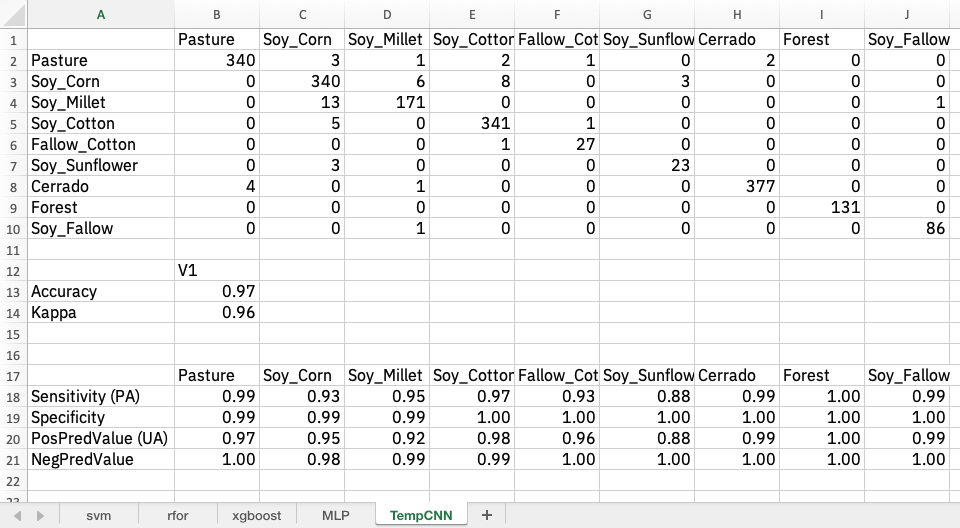 A B C D E F G H I J
1 Pasture Soy_Corn Soy_Millet Soy_Cottor Fallow_Cot Soy_Sunflow Cerrado Forest Soy_Fallow
2 Pasture 340 3 1 2 1 0 2 0 0
3 Soy_Corn 0 340 6 8 0 3 0 0 0
4 Soy_Millet 0 13 171 0 0 0 0 0 1
5 Soy_Cotton 0 5 0 341 1 0 0 0 0
6 Fallow_Cotton 0 0 0 1 27 0 0 0 0
7 Soy_Sunflower 0 3 0 0 0 23 0 0 0
8 Cerrado 4 0 1 0 0 0 377 0 0
9 Forest 0 0 0 0 0 0 0 131 0
10 Soy_Fallow 0 0 1 0 0 0 0 0 86
11
12 V1
13 Accuracy 0.97
14 Kappa 0.96
15
16
17 Pasture Soy_Corn Soy_Millet Soy_Cottor Fallow_Cot Soy_Sunflow Cerrado Forest Soy_Fallow
18 Sensitivity (PA) 0.99 0.93 0.95 0.97 0.93 0.88 0.99 1.00 0.99
19 Specificity 0.99 0.99 0.99 1.00 1.00 1.00 1.00 1.00 1.00
20 PosPredValue (UA) 0.97 0.95 0.92 0.98 0.96 0.88 0.99 1.00 0.99
21 NegPredValue 1.00 0.98 0.99 0.99 1.00 1.00 1.00 1.00 1.00
22
23
svm rfor xgboost MLP TempCNN +